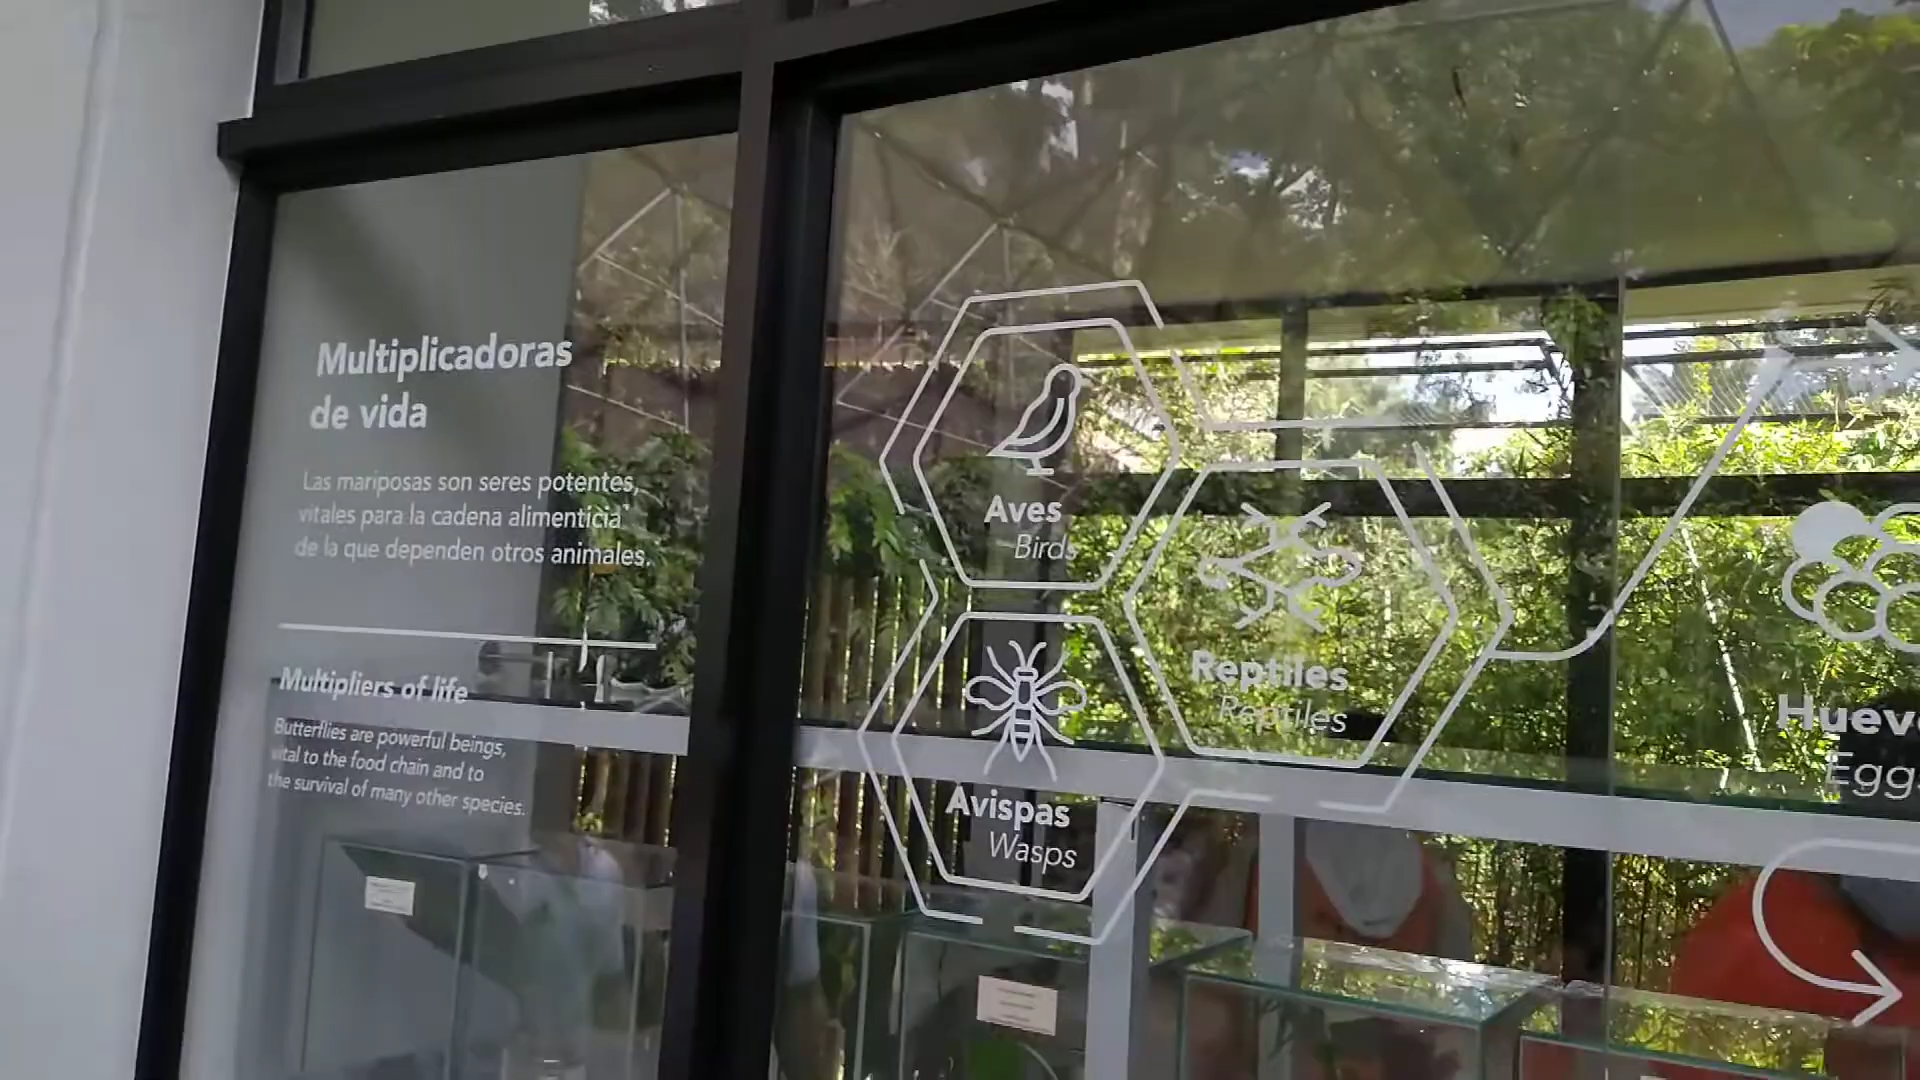 Multiplicadoras
de vida
Las mariposas son seres potentes,
vitales para la cadena alimenticia
de la que dependen otros animales.
Multipliers of life
Butterflies are powerful beings,
vital to the food chain and to
the survival of many other species.
Aves
Birds
Reptiles
Reptiles
Avispas
Wasps